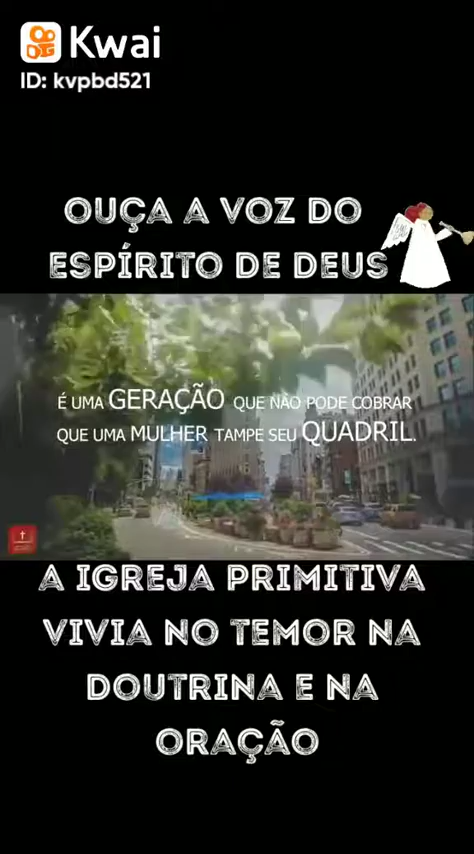 Kwai
ID: kvpbd521
OUÇA A VOZ DO
ESPÍRITO DE DEUS
É UMA GERAÇÃO QUE NÃO PODE COBRAR
QUE UMA MULHER TAMPE SEU QUADRIL.
A IGREJA PRIMITIVA
VIVIA NO TEMOR NA
DOUTRINA E NA
ORAÇÃO